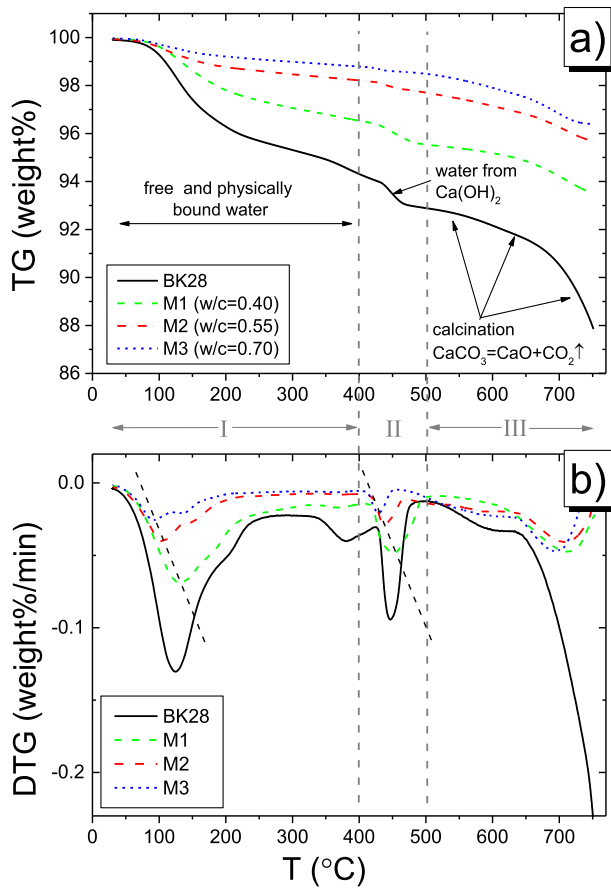 a)
100
98
96
94
92
90
88
86
TG (weight%)
free and physically
bound water
water from
Ca(OH)₂
calcination
CaCO₃=CaO+CO₂↑
BK28
M1 (w/c=0.40)
M2 (w/c=0.55)
M3 (w/c=0.70)
0 100 200 300 400 500 600 700
I II III
b)
0.0
-0.1
-0.2
DTG (weight%/min)
BK28
M1
M2
M3
0 100 200 300 400 500 600 700
T (°C)